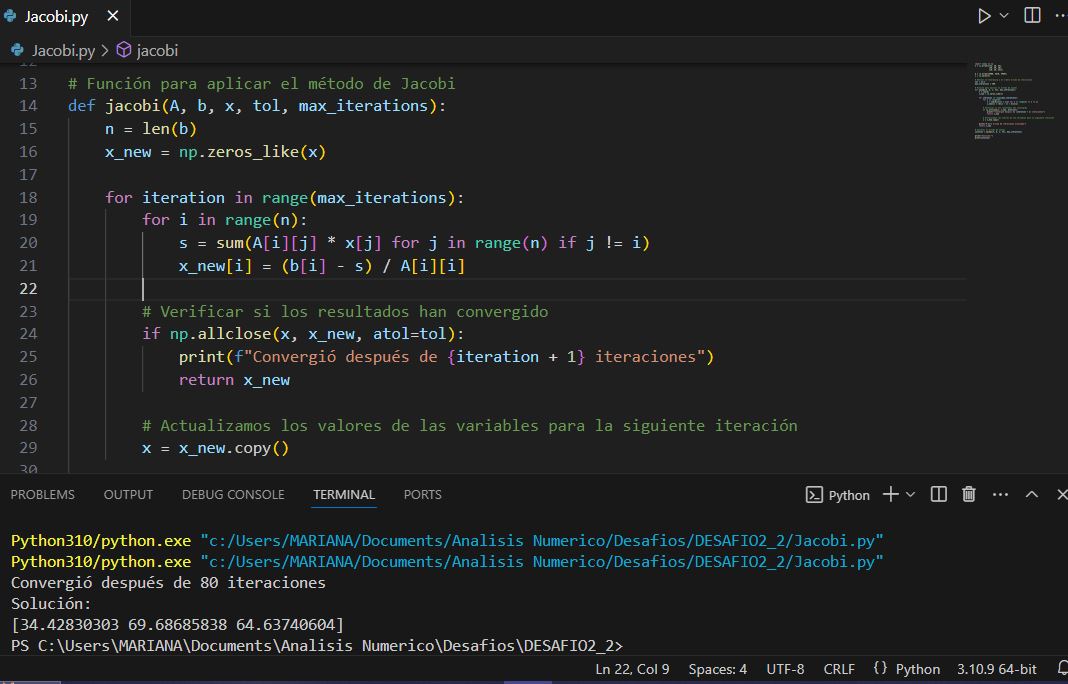 Jacobi.py
Jacobi.py > jacobi
13 # Función para aplicar el método de Jacobi
14 def jacobi(A, b, x, tol, max_iterations):
15 n = len(b)
16 x_new = np.zeros_like(x)
17
18 for iteration in range(max_iterations):
19 for i in range(n):
20 s = sum(A[i][j] * x[j] for j in range(n) if j != i)
21 x_new[i] = (b[i] - s) / A[i][i]
22
23 # Verificar si los resultados han convergido
24 if np.allclose(x, x_new, atol=tol):
25 print(f"Convergió después de {iteration + 1} iteraciones")
26 return x_new
27
28 # Actualizamos los valores de las variables para la siguiente iteración
29 x = x_new.copy()
30
PROBLEMS OUTPUT DEBUG CONSOLE TERMINAL PORTS Python
Python310/python.exe "c:/Users/MARIANA/Documents/Analisis Numerico/Desafios/DESAFIO2_2/Jacobi.py"
Python310/python.exe "c:/Users/MARIANA/Documents/Analisis Numerico/Desafios/DESAFIO2_2/Jacobi.py"
Convergió después de 80 iteraciones
Solución:
[34.42830303 69.68685838 64.63740604]
PS C:\Users\MARIANA\Documents\Analisis Numerico\Desafios\DESAFIO2_2>
Ln 22, Col 9 Spaces: 4 UTF-8 CRLF {} Python 3.10.9 64-bit